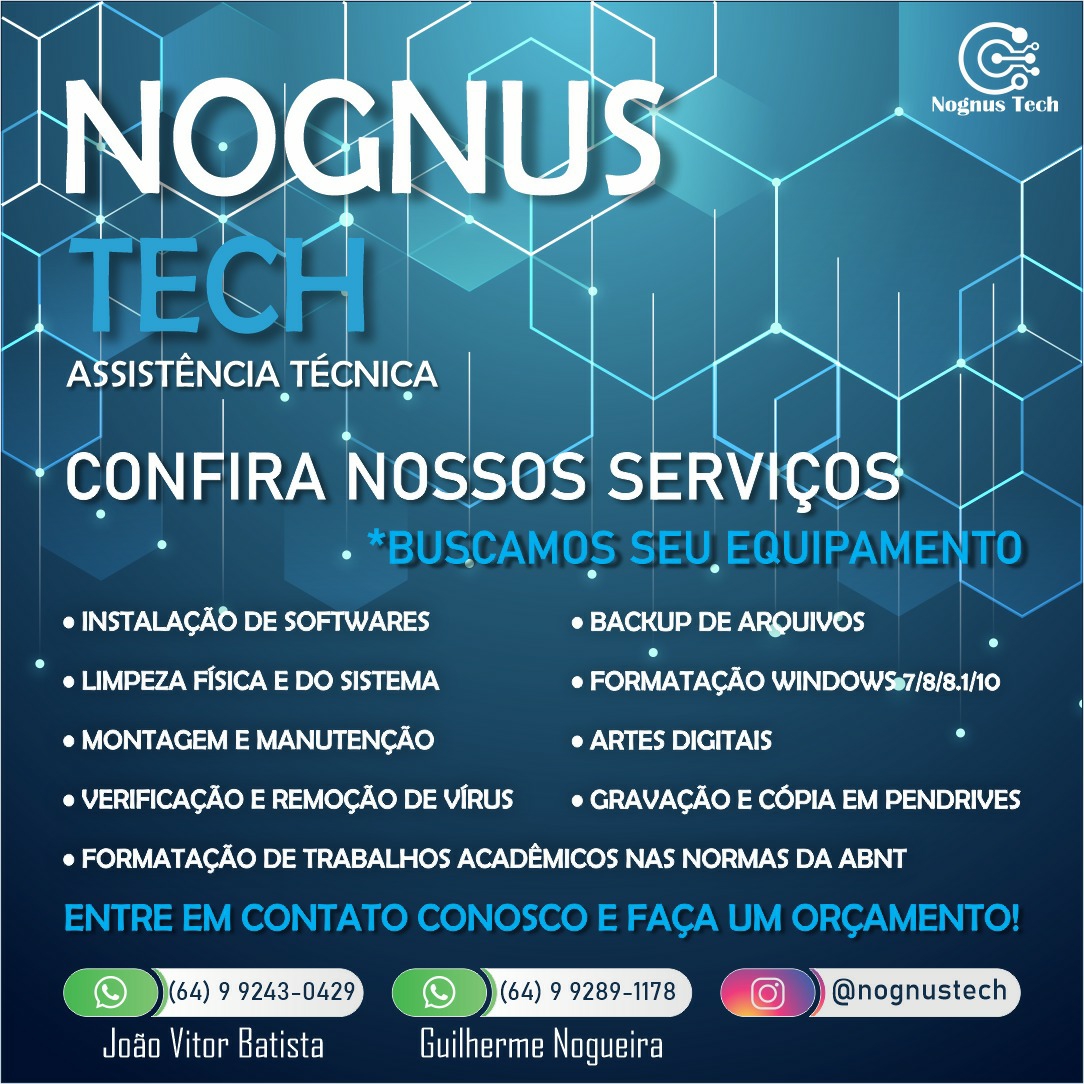 Nognus Tech
NOGNUS
TECH
ASSISTÊNCIA TÉCNICA
CONFIRA NOSSOS SERVIÇOS
*BUSCAMOS SEU EQUIPAMENTO
• INSTALAÇÃO DE SOFTWARES
• BACKUP DE ARQUIVOS
• LIMPEZA FÍSICA E DO SISTEMA
• FORMATAÇÃO WINDOWS 7/8/8.1/10
• MONTAGEM E MANUTENÇÃO
• ARTES DIGITAIS
• VERIFICAÇÃO E REMOÇÃO DE VÍRUS
• GRAVAÇÃO E CÓPIA EM PENDRIVES
• FORMATAÇÃO DE TRABALHOS ACADÊMICOS NAS NORMAS DA ABNT
ENTRE EM CONTATO CONOSCO E FAÇA UM ORÇAMENTO!
(64) 9 9243-0429
(64) 9 9289-1178
@nognustech
João Vitor Batista
Guilherme Nogueira